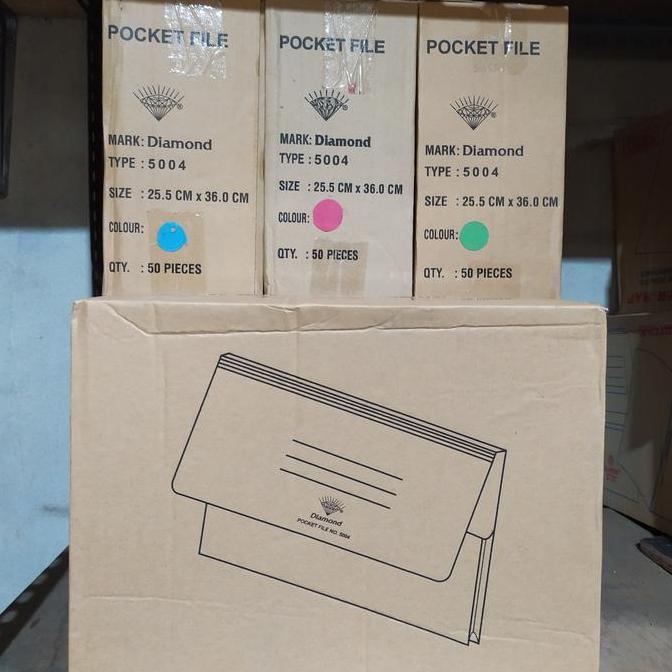 POCKET FILE
MARK: Diamond
TYPE : 5004
SIZE : 25.5 CM x 36.0 CM
COLOUR:
QTY. : 50 PIECES
POCKET FILE
MARK: Diamond
TYPE : 5004
SIZE : 25.5 CM x 36.0 CM
COLOUR:
QTY. : 50 PIECES
POCKET FILE
MARK: Diamond
TYPE : 5004
SIZE : 25.5 CM x 36.0 CM
COLOUR:
QTY. : 50 PIECES
Diamond
POCKET FILE NO. 5004